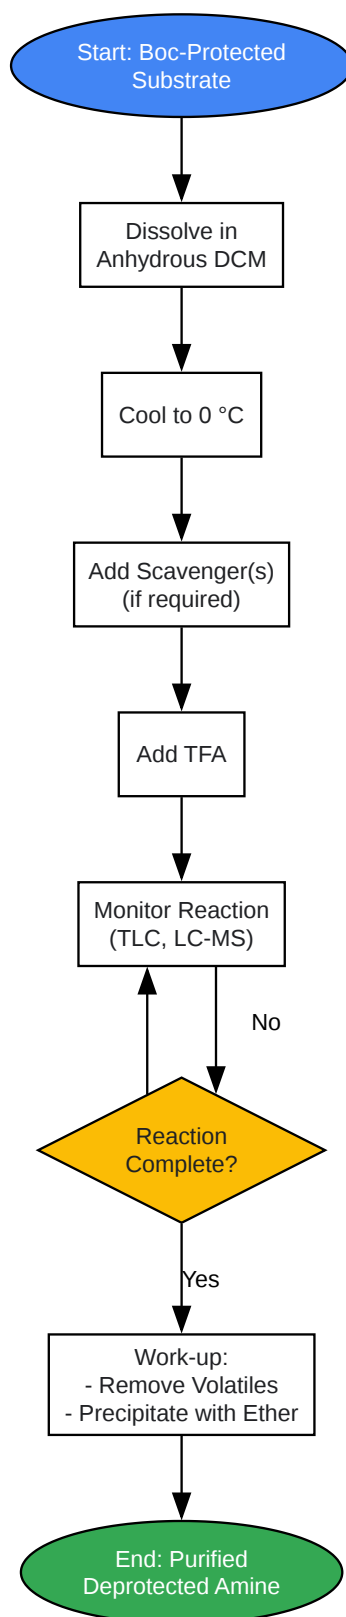 Start: Boc-Protected
Substrate
Dissolve in
Anhydrous DCM
Cool to 0 °C
Add Scavenger(s)
(if required)
Add TFA
Monitor Reaction
(TLC, LC-MS)
No
Reaction
Complete?
Yes
Work-up:
- Remove Volatiles
- Precipitate with Ether
End: Purified
Deprotected Amine